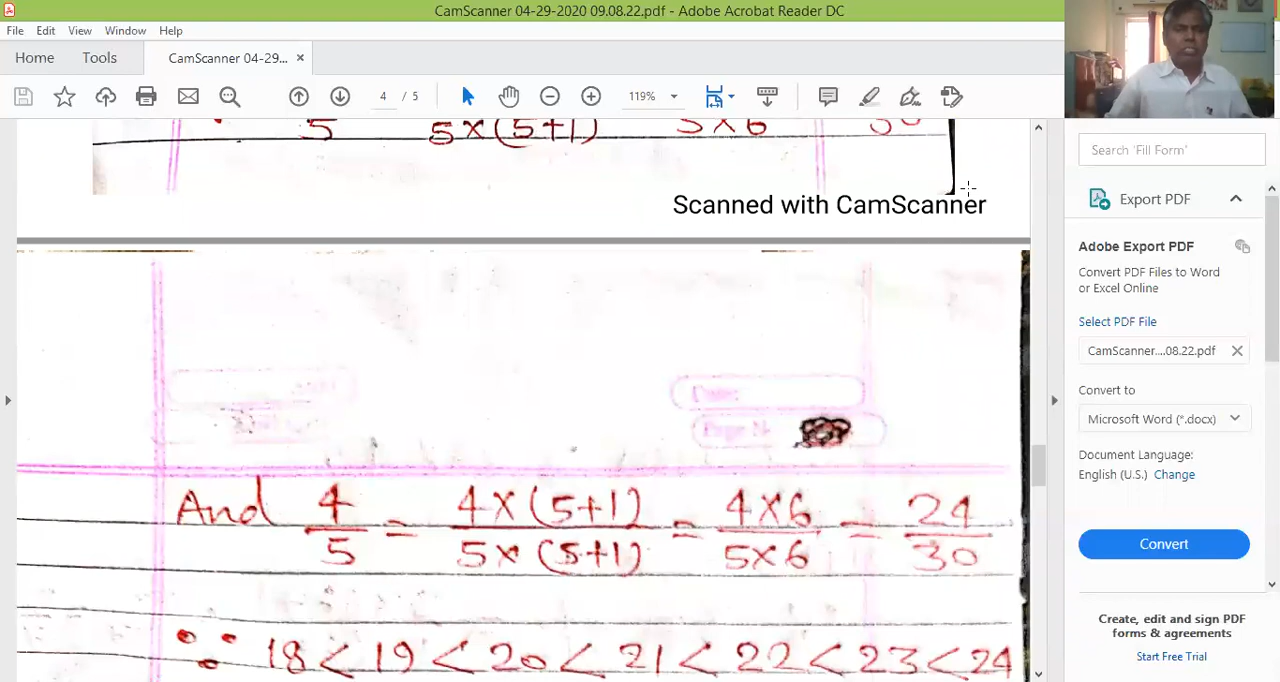 CamScanner 04-29-2020 09.08.22.pdf - Adobe Acrobat Reader DC
File Edit View Window Help
Home Tools CamScanner 04-29... ×
4 / 5 119%
5 5×(5+1) 5×6 30
Scanned with CamScanner
And 4/5 = 4×(5+1)/5×(5+1) = 4×6/5×6 = 24/30
∵ 18<19<20<21<22<23<24
Search 'Fill Form'
Export PDF
Adobe Export PDF
Convert PDF Files to Word
or Excel Online
Select PDF File
CamScanner....08.22.pdf
Convert to
Microsoft Word (*.docx)
Document Language:
English (U.S.) Change
Convert
Create, edit and sign PDF
forms & agreements
Start Free Trial